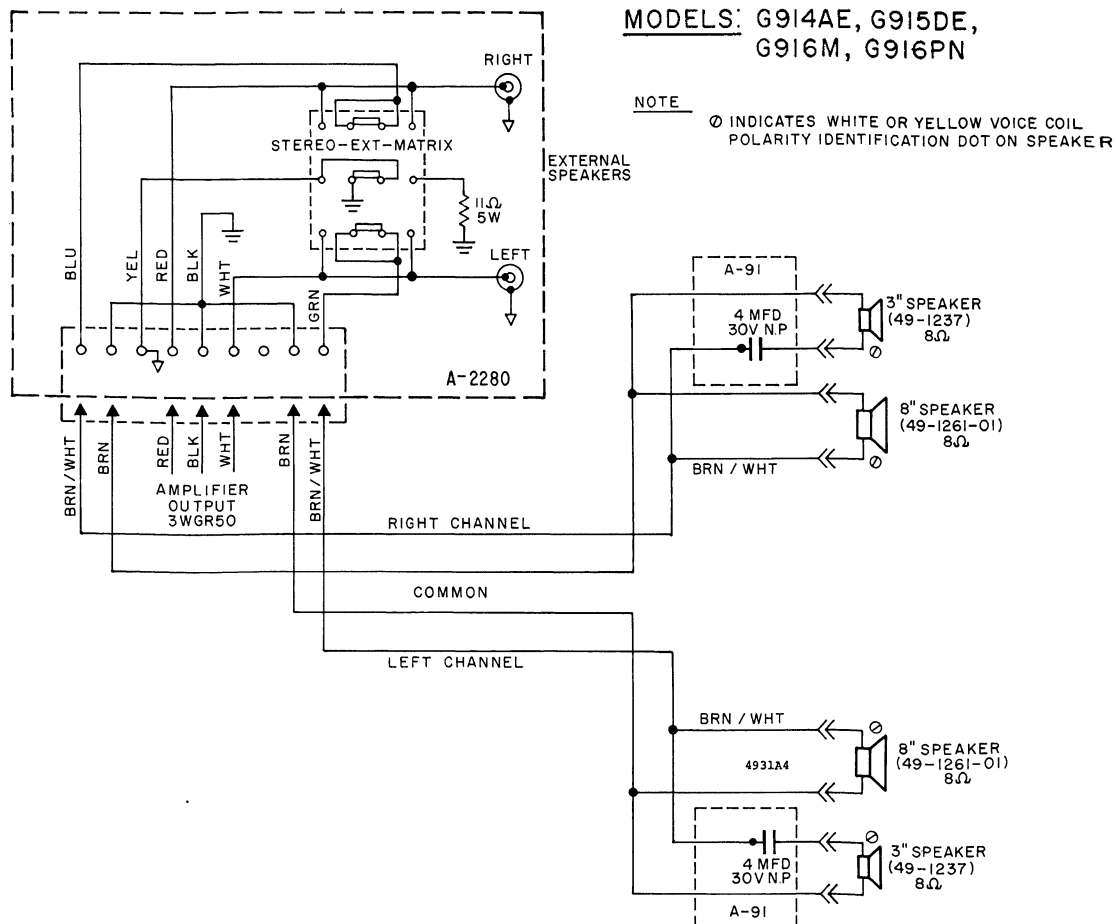 MODELS: G914AE, G915DE,
G916M, G916PN
NOTE
⊘ INDICATES WHITE OR YELLOW VOICE COIL
POLARITY IDENTIFICATION DOT ON SPEAKER
RIGHT
STEREO-EXT-MATRIX
EXTERNAL
SPEAKERS
11Ω
5W
LEFT
BLU
YEL
RED
BLK
WHT
GRN
A-2280
BRN/WHT
BRN
RED
BLK
WHT
BRN
BRN/WHT
AMPLIFIER
OUTPUT
3WGR50
RIGHT CHANNEL
COMMON
LEFT CHANNEL
A-91
4 MFD
30V N.P
3" SPEAKER
(49-1237)
8Ω
8" SPEAKER
(49-1261-01)
8Ω
BRN / WHT
BRN / WHT
4931A4
8" SPEAKER
(49-1261-01)
8Ω
4 MFD
30V N.P
3" SPEAKER
(49-1237)
8Ω
A-91